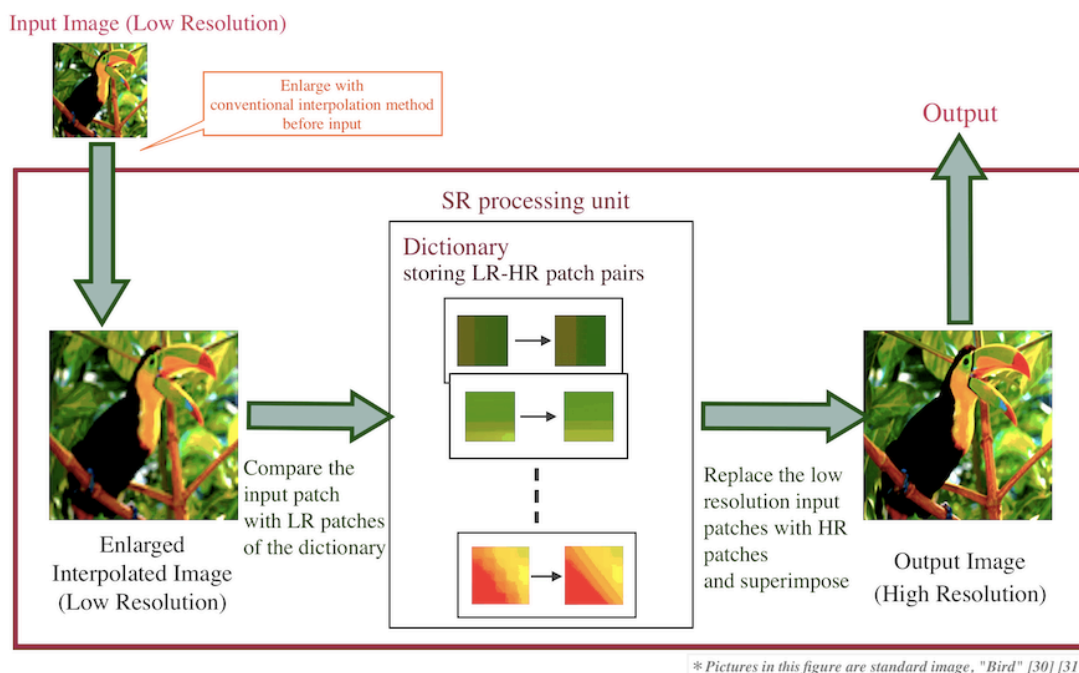 Input Image (Low Resolution)
Enlarge with
conventional interpolation method
before input
Output
SR processing unit
Dictionary
storing LR-HR patch pairs
Compare the
input patch
with LR patches
of the dictionary
Replace the low
resolution input
patches with HR
patches
and superimpose
Enlarged
Interpolated Image
(Low Resolution)
Output Image
(High Resolution)
* Pictures in this figure are standard image, "Bird" [30] [31